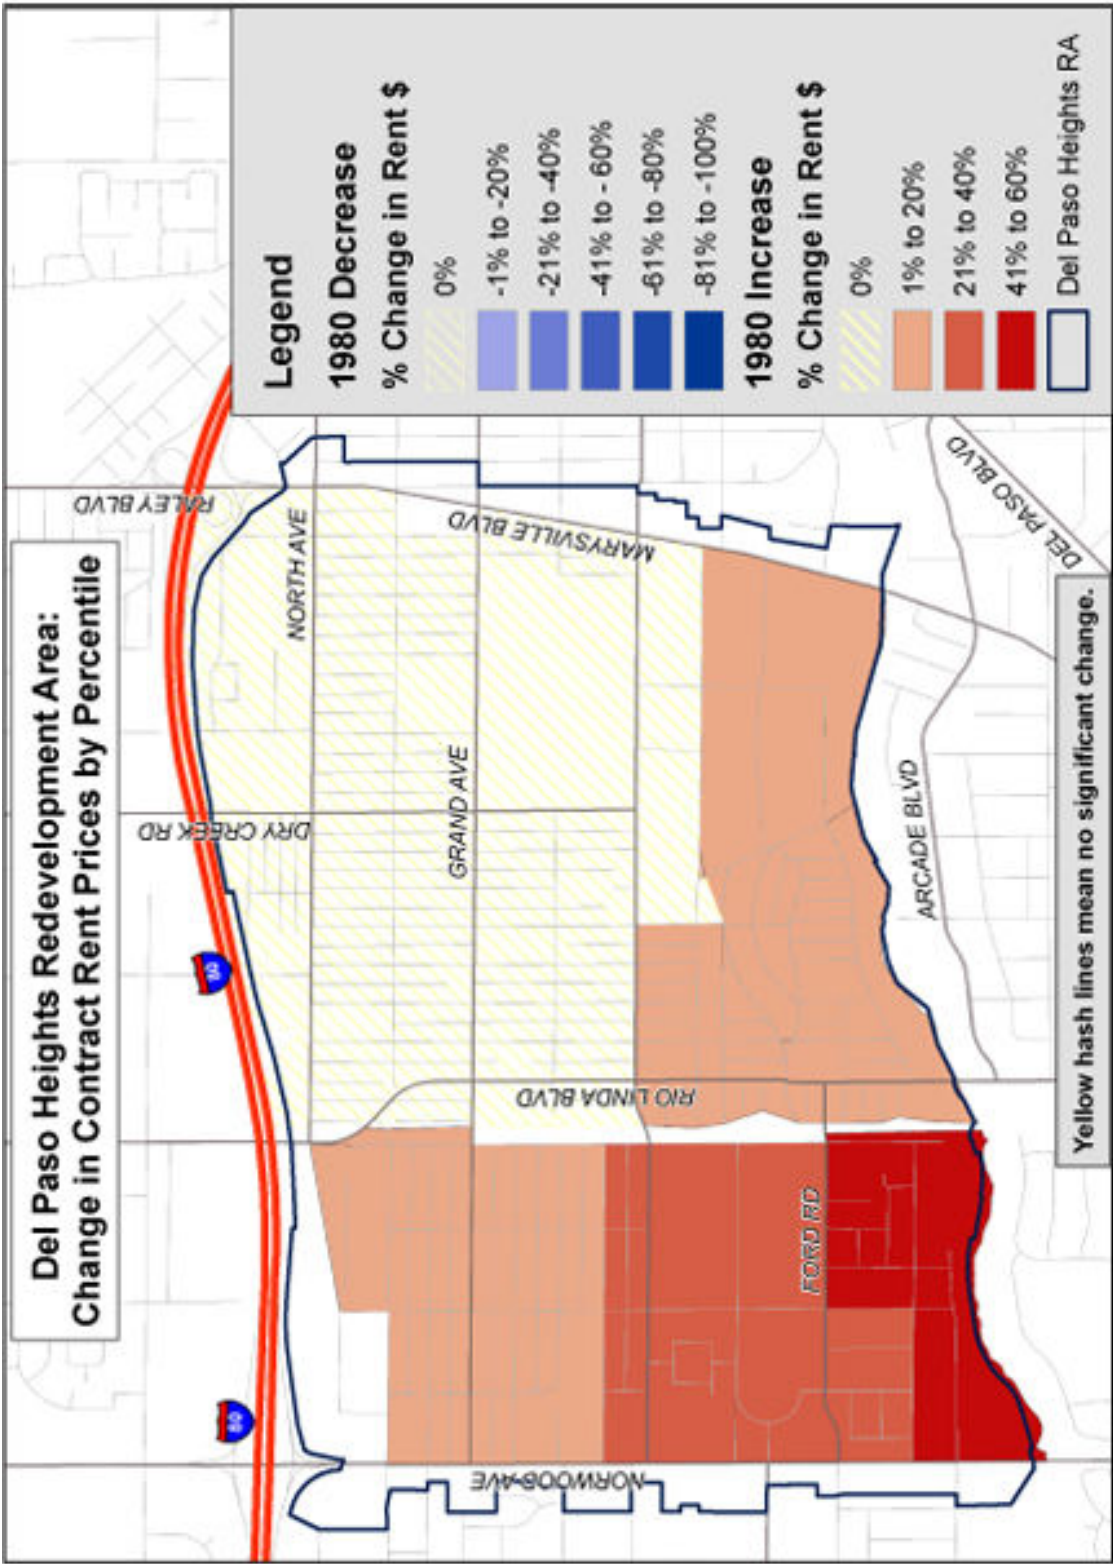 Del Paso Heights Redevelopment Area:
Change in Contract Rent Prices by Percentile
80
80
RALEY BLVD
DRY CREEK RD
NORTH AVE
MARYSVILLE BLVD
GRAND AVE
RIO LINDA BLVD
NORWOOD AVE
FORD RD
ARCADE BLVD
DEL PASO BLVD
Legend
1980 Decrease
% Change in Rent $
0%
-1% to -20%
-21% to -40%
-41% to - 60%
-61% to -80%
-81% to -100%
1980 Increase
% Change in Rent $
0%
1% to 20%
21% to 40%
41% to 60%
Del Paso Heights RA
Yellow hash lines mean no significant change.